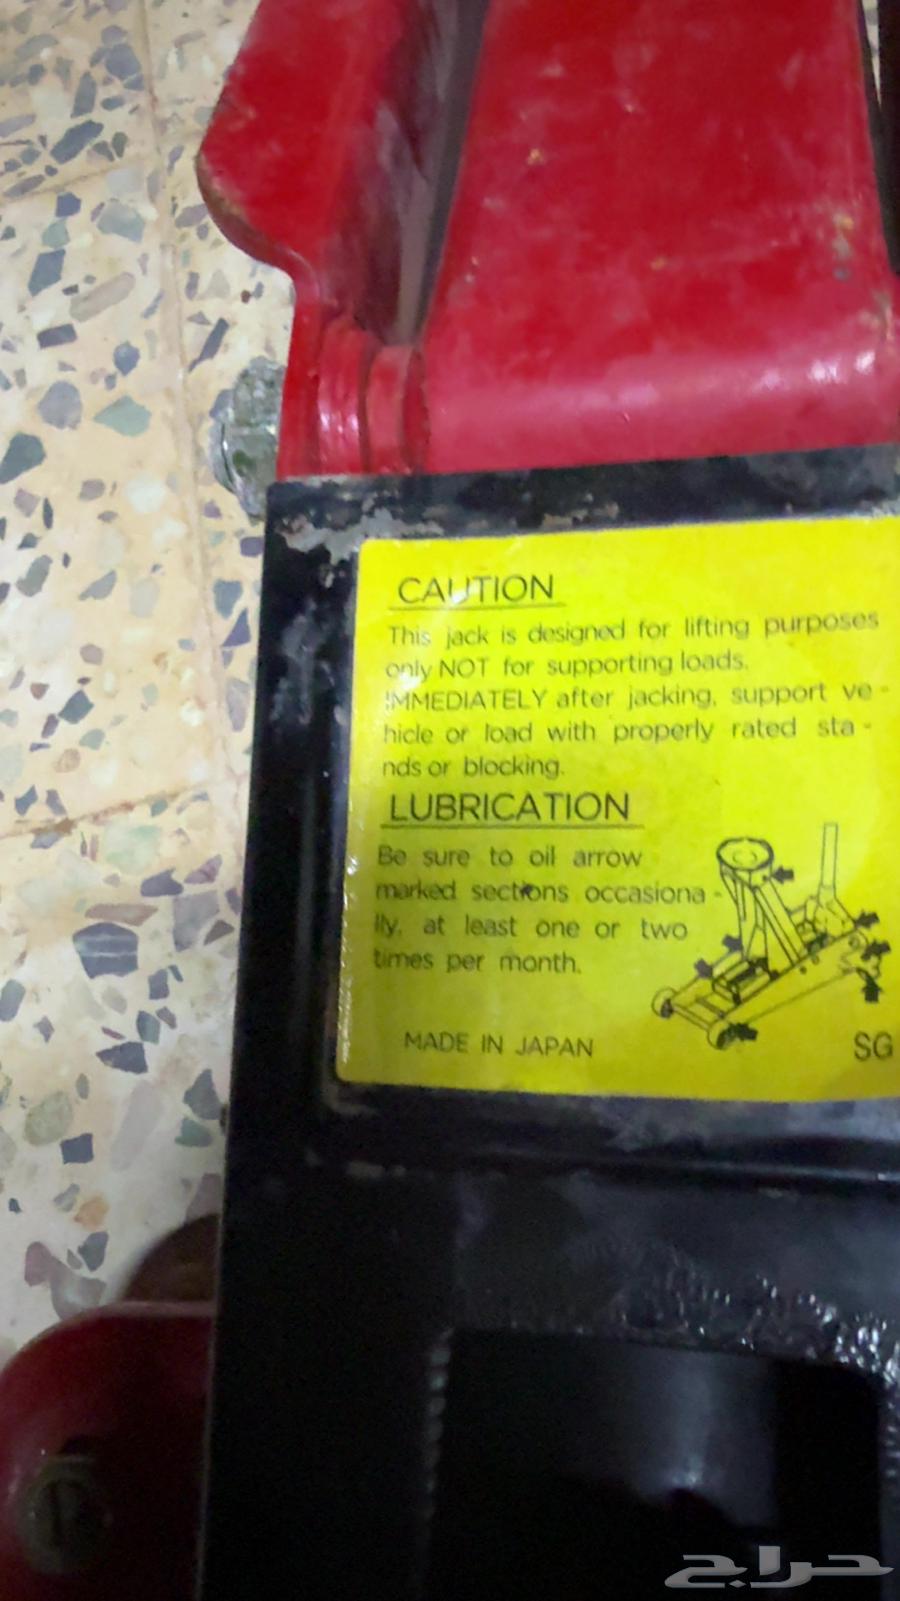 CAUTION
This jack is designed for lifting purposes
only NOT for supporting loads.
IMMEDIATELY after jacking, support ve-
hicle or load with properly rated sta-
nds or blocking.
LUBRICATION
Be sure to oil arrow
marked sections occasiona-
lly, at least one or two
times per month.
MADE IN JAPAN
SG
حراج